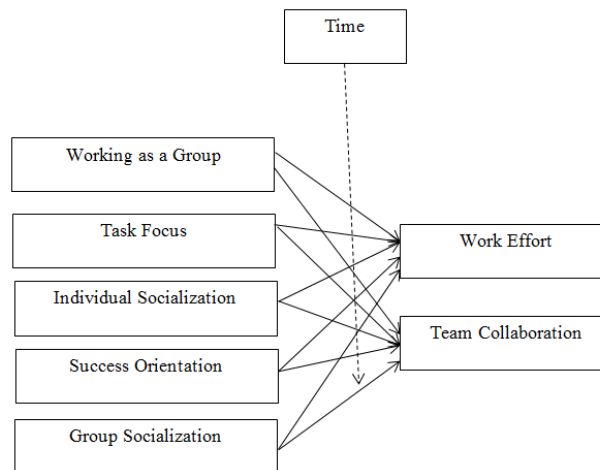 Time
Working as a Group
Task Focus
Work Effort
Individual Socialization
Team Collaboration
Success Orientation
Group Socialization